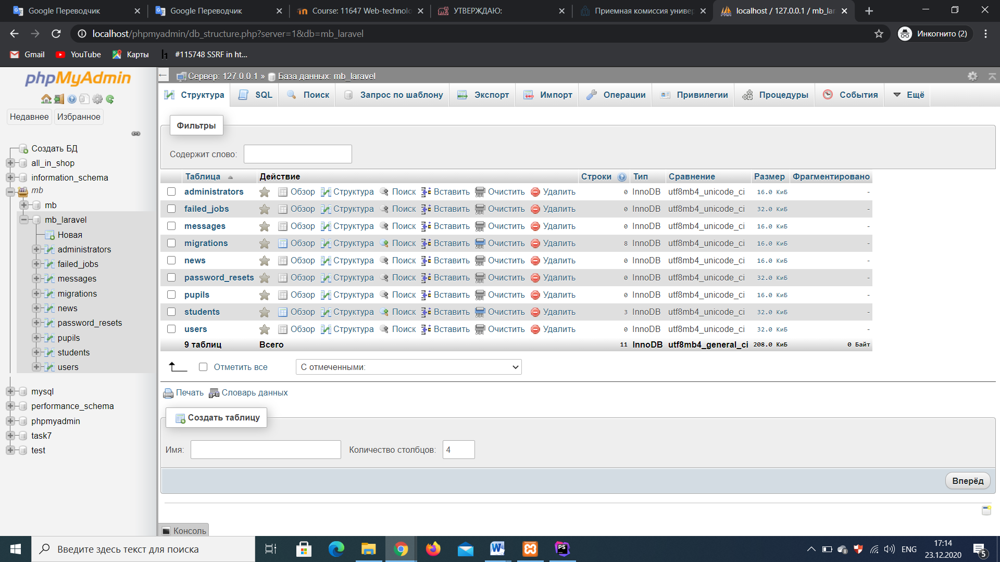 Google Переводчик
Google Переводчик
Course: 11647 Web-technolo
УТВЕРЖДАЮ:
Приемная комиссия универ
localhost / 127.0.0.1 / mb_lar
localhost/phpmyadmin/db_structure.php?server=1&db=mb_laravel
Инкогнито (2)
Gmail
YouTube
Карты
#115748 SSRF in ht...
phpMyAdmin
Недавнее
Избранное
Создать БД
all_in_shop
information_schema
mb
mb
mb_laravel
Новая
administrators
failed_jobs
messages
migrations
news
password_resets
pupils
students
users
mysql
performance_schema
phpmyadmin
task7
test
Сервер: 127.0.0.1 » База данных: mb_laravel
Структура SQL Поиск Запрос по шаблону Экспорт Импорт Операции Привилегии Процедуры События Ещё
Фильтры
Содержит слово:
Таблица Действие Строки Тип Сравнение Размер Фрагментировано
administrators Обзор Структура Поиск Вставить Очистить Удалить 0 InnoDB utf8mb4_unicode_ci 16.0 КиБ -
failed_jobs Обзор Структура Поиск Вставить Очистить Удалить 0 InnoDB utf8mb4_unicode_ci 32.0 КиБ -
messages Обзор Структура Поиск Вставить Очистить Удалить 0 InnoDB utf8mb4_unicode_ci 16.0 КиБ -
migrations Обзор Структура Поиск Вставить Очистить Удалить 8 InnoDB utf8mb4_unicode_ci 16.0 КиБ -
news Обзор Структура Поиск Вставить Очистить Удалить 0 InnoDB utf8mb4_unicode_ci 16.0 КиБ -
password_resets Обзор Структура Поиск Вставить Очистить Удалить 0 InnoDB utf8mb4_unicode_ci 32.0 КиБ -
pupils Обзор Структура Поиск Вставить Очистить Удалить 0 InnoDB utf8mb4_unicode_ci 16.0 КиБ -
students Обзор Структура Поиск Вставить Очистить Удалить 3 InnoDB utf8mb4_unicode_ci 32.0 КиБ -
users Обзор Структура Поиск Вставить Очистить Удалить 0 InnoDB utf8mb4_unicode_ci 32.0 КиБ -
9 таблиц Всего 11 InnoDB utf8mb4_general_ci 208.0 КиБ 0 Байт
Отметить все
С отмеченными:
Печать
Словарь данных
Создать таблицу
Имя:
Количество столбцов: 4
Вперёд
Консоль
Введите здесь текст для поиска
W
PS
ENG
17:14
23.12.2020
5